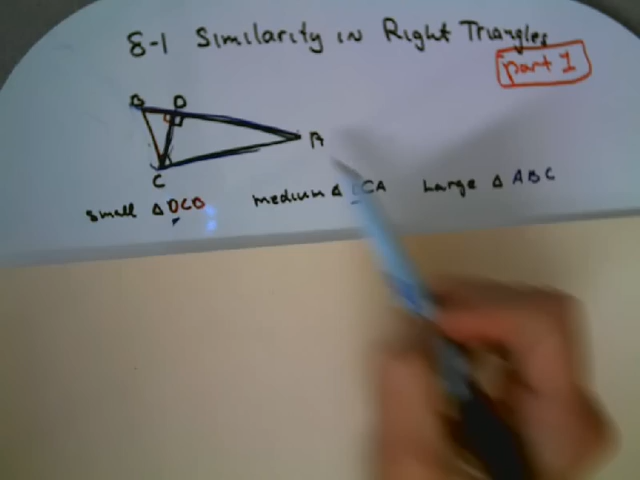 8-1 Similarity in Right Triangles
part 1
B D
A
C
small Δ DCB medium Δ CA Large Δ ABC